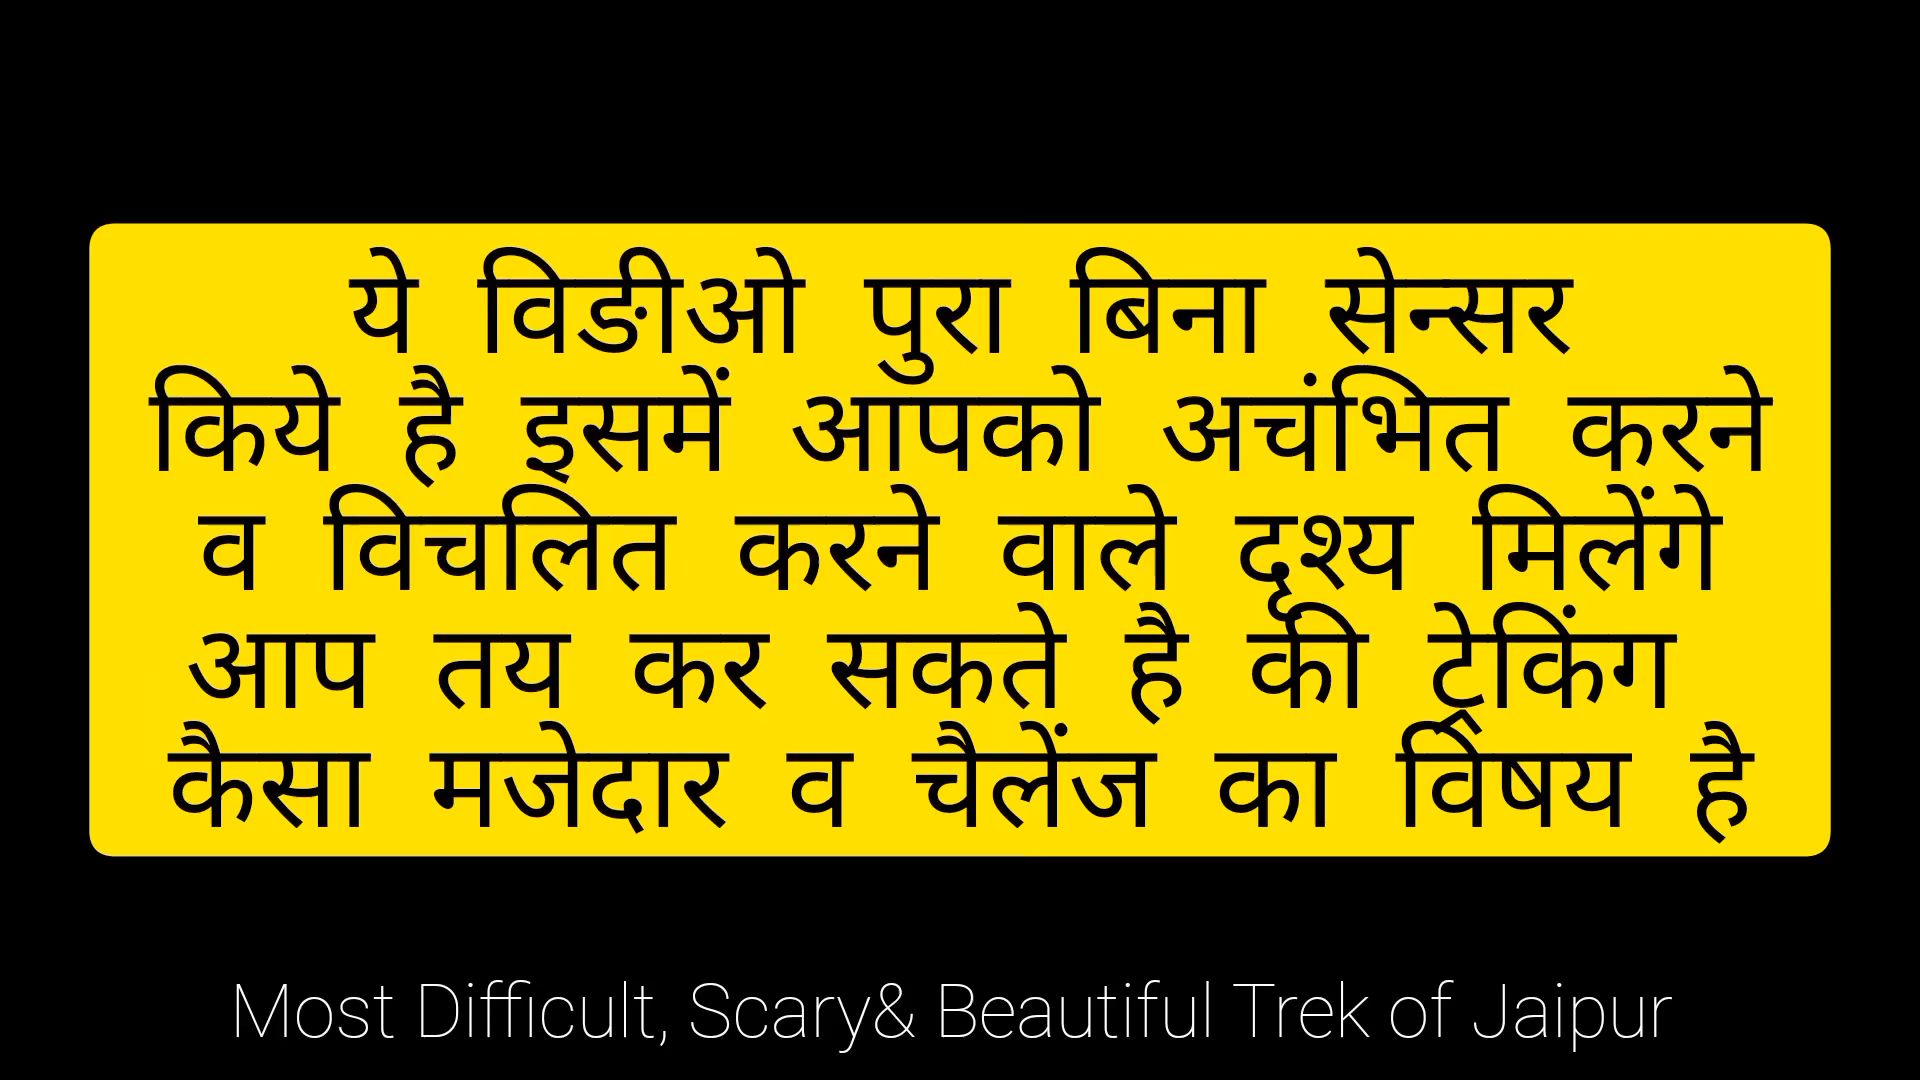 ये विङीओ पुरा बिना सेन्सर
किये है इसमें आपको अचंभित करने
व विचलित करने वाले दृश्य मिलेंगे
आप तय कर सकते है की ट्रेकिंग
कैसा मजेदार व चैलेंज का विषय है
Most Difficult, Scary& Beautiful Trek of Jaipur